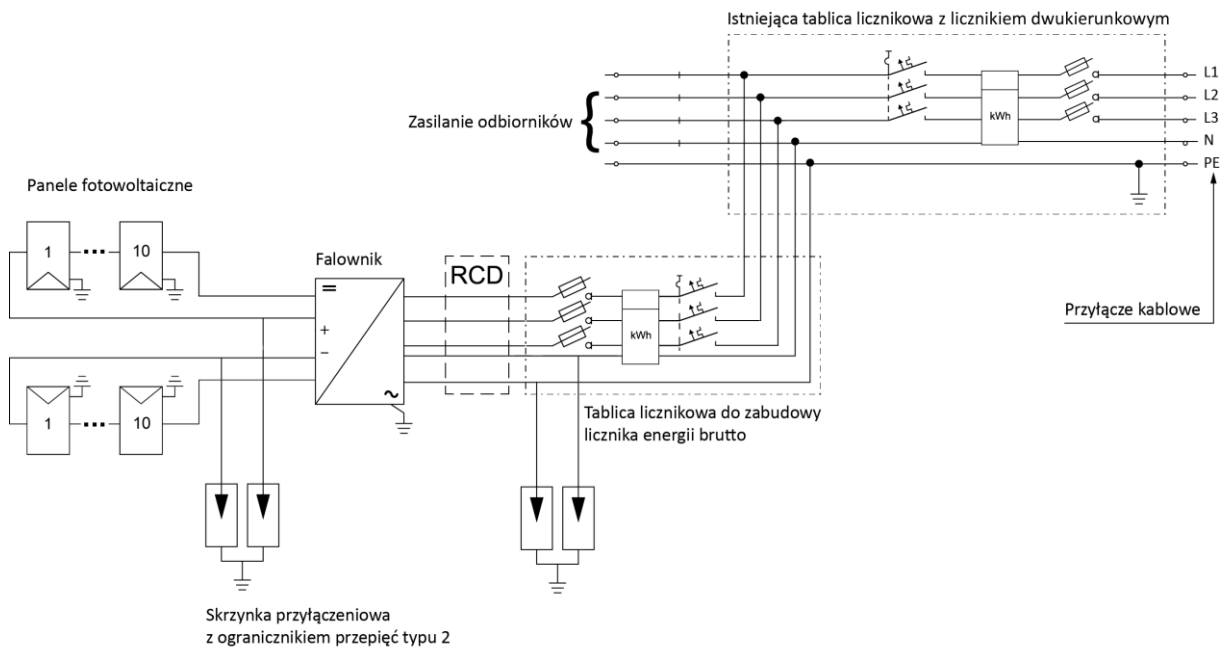 Istniejąca tablica licznikowa z licznikiem dwukierunkowym
L1
L2
kWh
L3
Zasilanie odbiorników
N
PE
Panele fotowoltaiczne
1
10
Falownik
RCD
+
−
kWh
Przyłącze kablowe
1
10
Tablica licznikowa do zabudowy
licznika energii brutto
Skrzynka przyłączeniowa
z ogranicznikiem przepięć typu 2